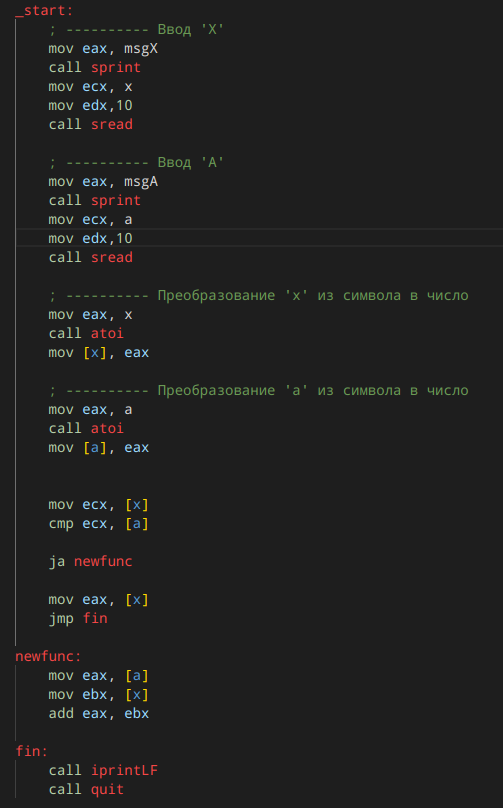 _start:
; ---------- Ввод 'X'
mov eax, msgX
call sprint
mov ecx, x
mov edx,10
call sread
; ---------- Ввод 'A'
mov eax, msgA
call sprint
mov ecx, a
mov edx,10
call sread
; ---------- Преобразование 'x' из символа в число
mov eax, x
call atoi
mov [x], eax
; ---------- Преобразование 'a' из символа в число
mov eax, a
call atoi
mov [a], eax
mov ecx, [x]
cmp ecx, [a]
ja newfunc
mov eax, [x]
jmp fin
newfunc:
mov eax, [a]
mov ebx, [x]
add eax, ebx
fin:
call iprintLF
call quit